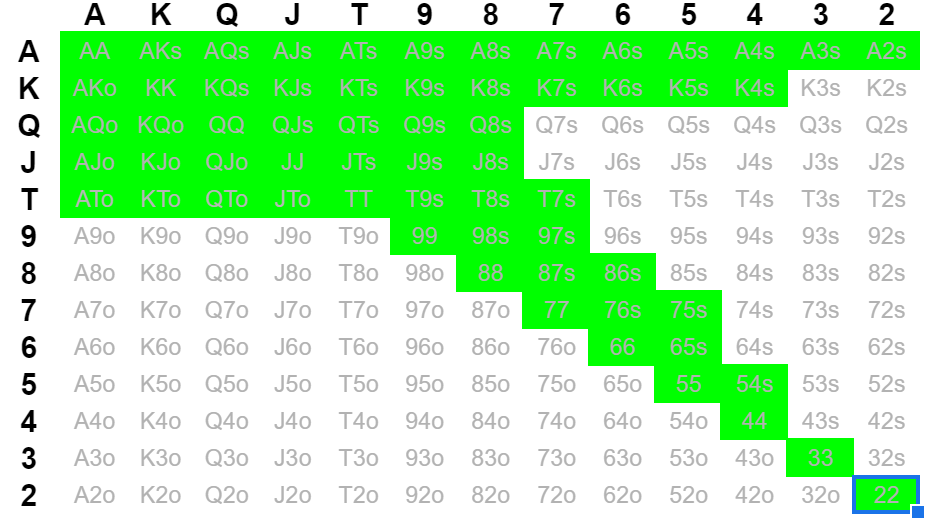 A K Q J T 9 8 7 6 5 4 3 2
A AA AKs AQs AJs ATs A9s A8s A7s A6s A5s A4s A3s A2s
K AKo KK KQs KJs KTs K9s K8s K7s K6s K5s K4s K3s K2s
Q AQo KQo QQ QJs QTs Q9s Q8s Q7s Q6s Q5s Q4s Q3s Q2s
J AJo KJo QJo JJ JTs J9s J8s J7s J6s J5s J4s J3s J2s
T ATo KTo QTo JTo TT T9s T8s T7s T6s T5s T4s T3s T2s
9 A9o K9o Q9o J9o T9o 99 98s 97s 96s 95s 94s 93s 92s
8 A8o K8o Q8o J8o T8o 98o 88 87s 86s 85s 84s 83s 82s
7 A7o K7o Q7o J7o T7o 97o 87o 77 76s 75s 74s 73s 72s
6 A6o K6o Q6o J6o T6o 96o 86o 76o 66 65s 64s 63s 62s
5 A5o K5o Q5o J5o T5o 95o 85o 75o 65o 55 54s 53s 52s
4 A4o K4o Q4o J4o T4o 94o 84o 74o 64o 54o 44 43s 42s
3 A3o K3o Q3o J3o T3o 93o 83o 73o 63o 53o 43o 33 32s
2 A2o K2o Q2o J2o T2o 92o 82o 72o 62o 52o 42o 32o 22